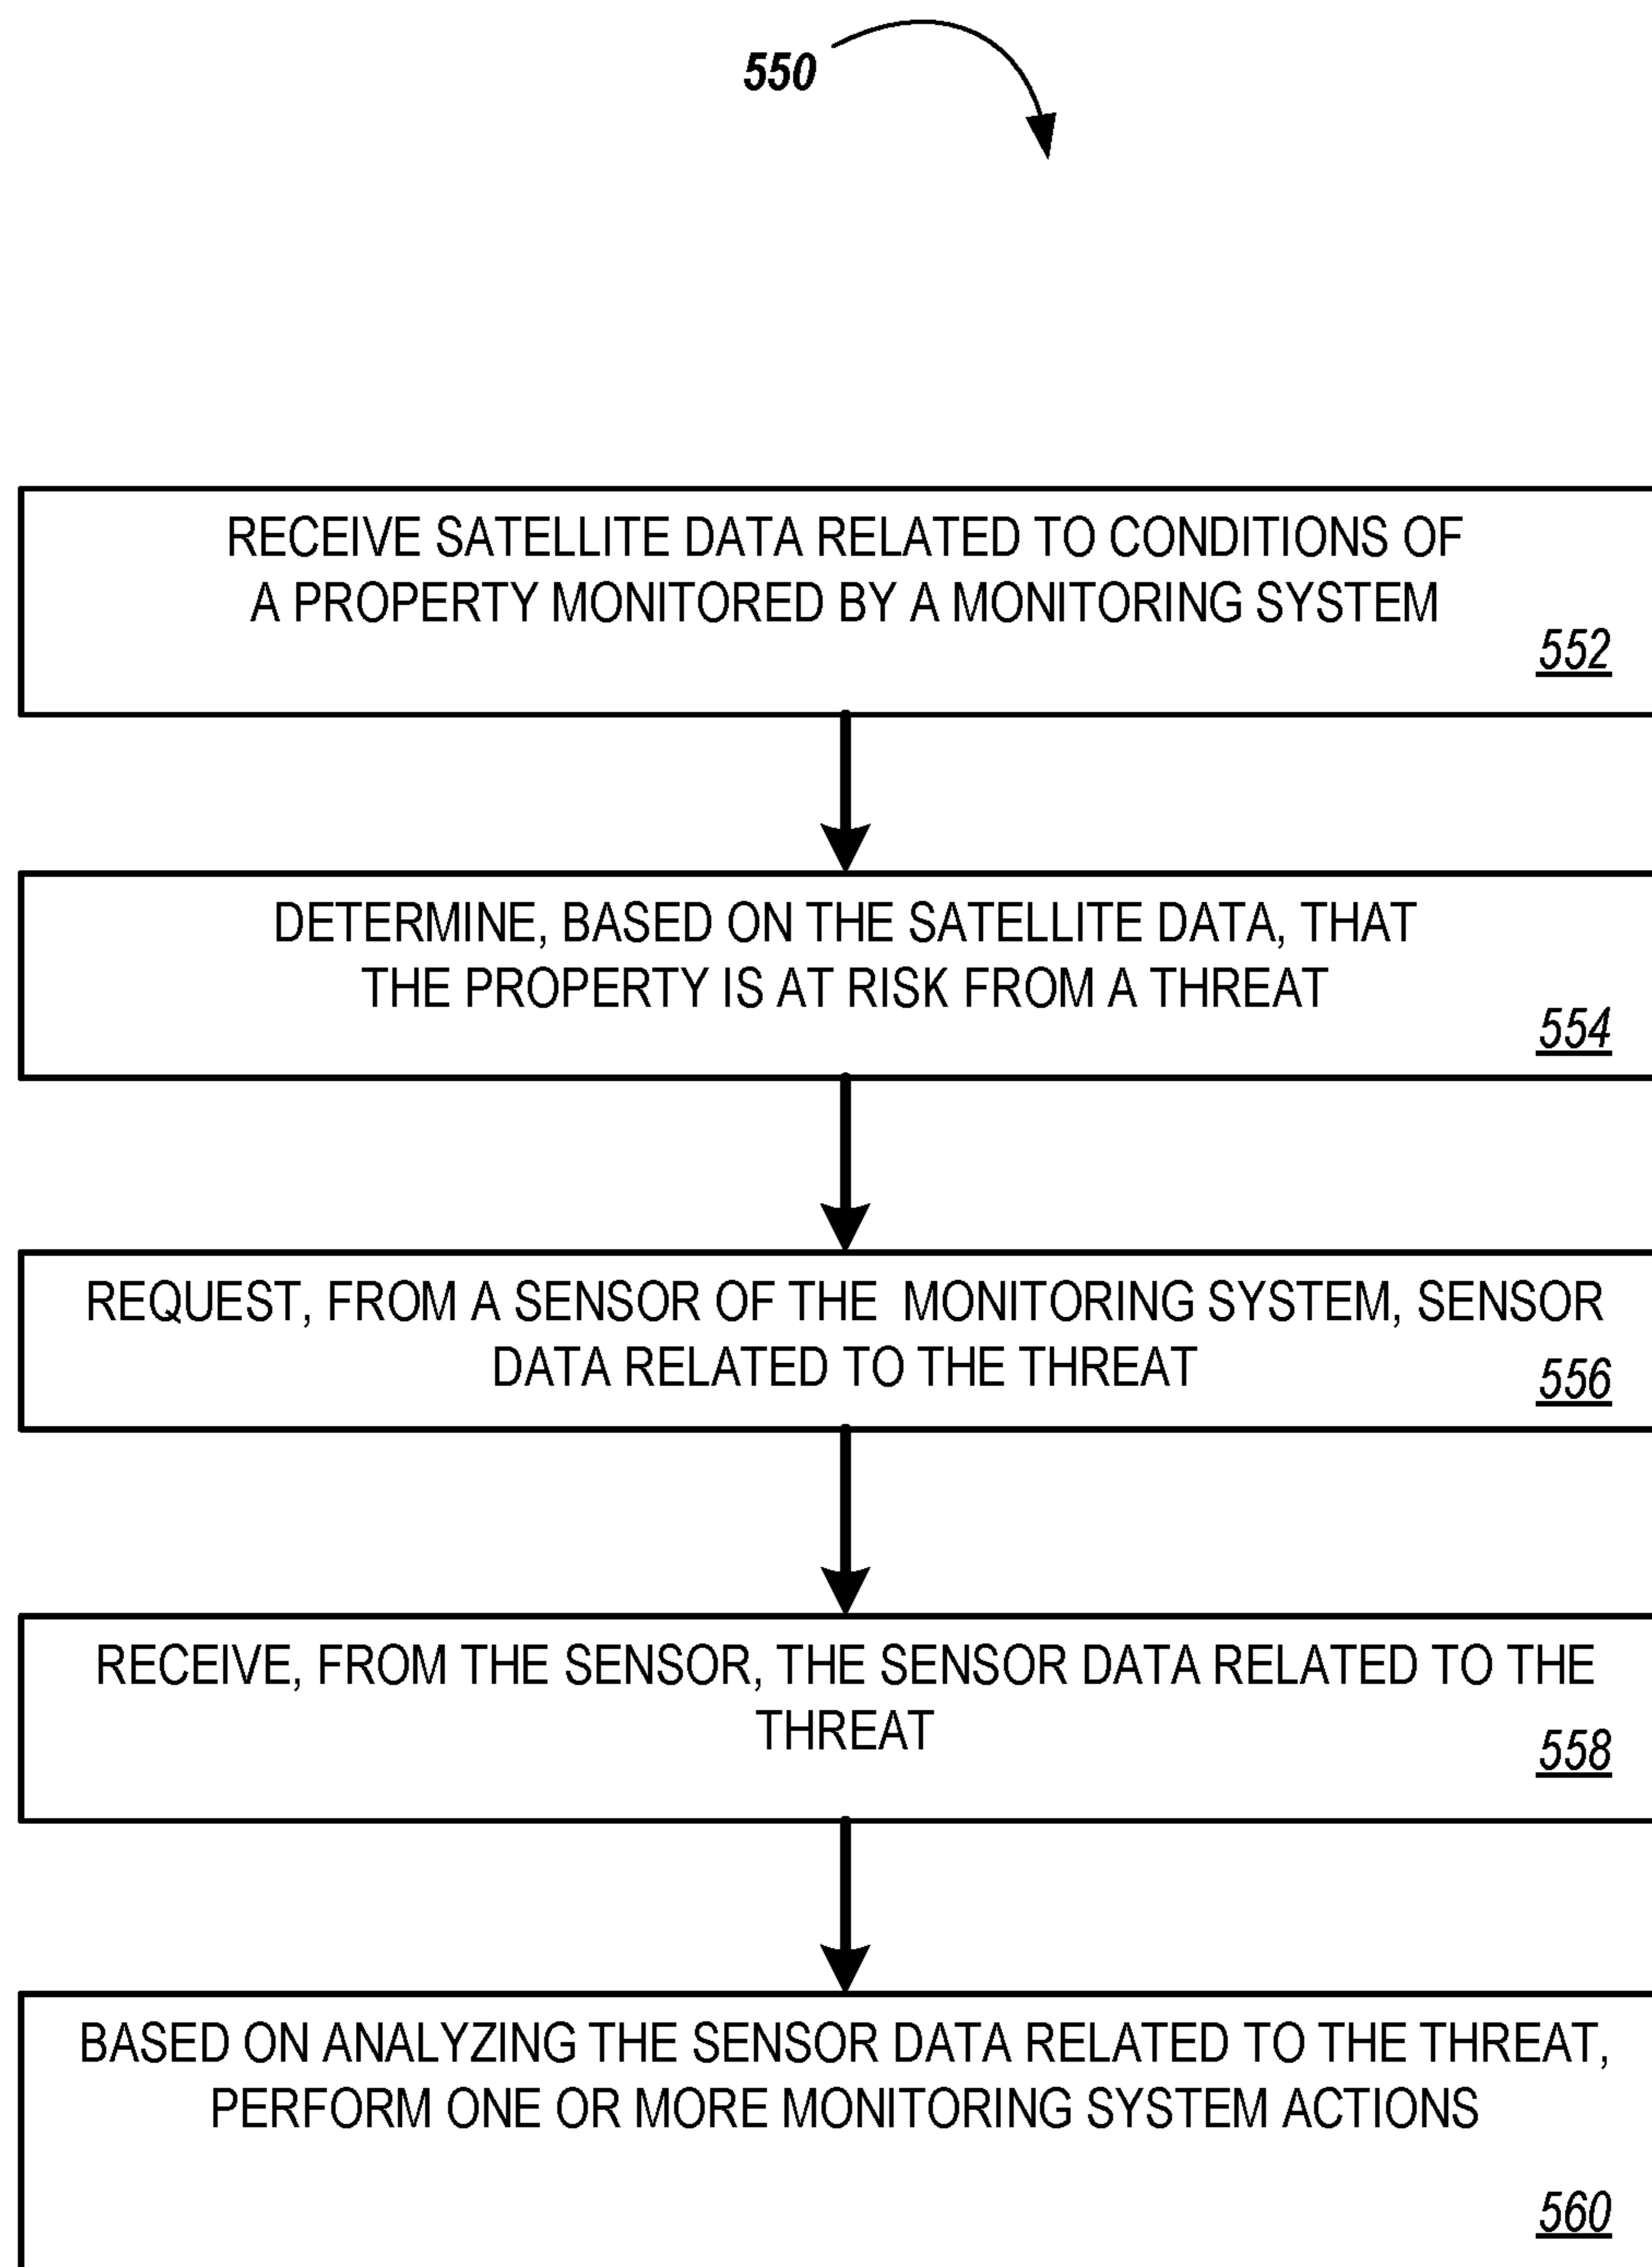 550
RECEIVE SATELLITE DATA RELATED TO CONDITIONS OF
A PROPERTY MONITORED BY A MONITORING SYSTEM
552
DETERMINE, BASED ON THE SATELLITE DATA, THAT
THE PROPERTY IS AT RISK FROM A THREAT
554
REQUEST, FROM A SENSOR OF THE MONITORING SYSTEM, SENSOR
DATA RELATED TO THE THREAT
556
RECEIVE, FROM THE SENSOR, THE SENSOR DATA RELATED TO THE
THREAT
558
BASED ON ANALYZING THE SENSOR DATA RELATED TO THE THREAT,
PERFORM ONE OR MORE MONITORING SYSTEM ACTIONS
560